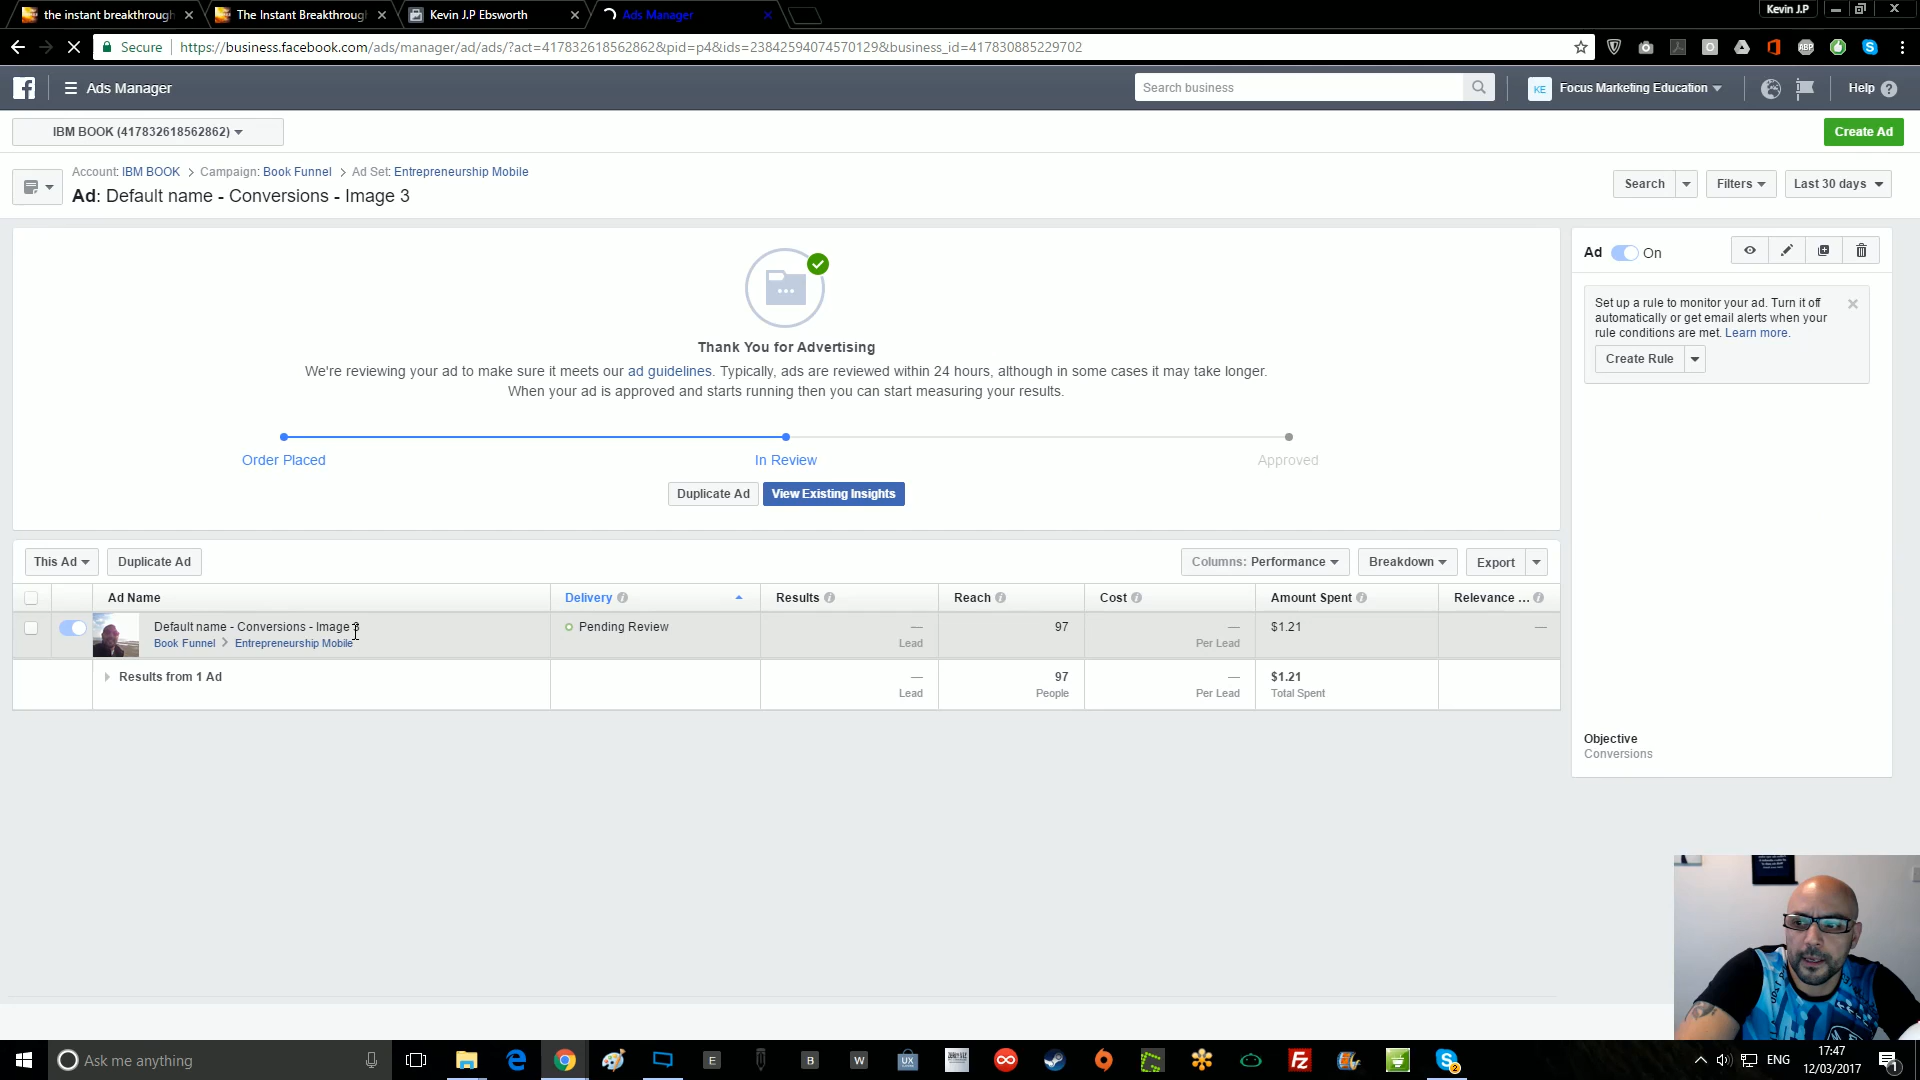 the instant breakthrough
The Instant Breakthroug
Kevin J.P Ebsworth
Ads Manager
Kevin J.P
Secure
https://business.facebook.com/ads/manager/ad/ads/?act=417832618562862&pid=p4&ids=23842594074570129&business_id=417830885229702
Ads Manager
Search business
KE
Focus Marketing Education
Help
IBM BOOK (417832618562862)
Create Ad
Account: IBM BOOK > Campaign: Book Funnel > Ad Set: Entrepreneurship Mobile
Ad: Default name - Conversions - Image 3
Search
Filters
Last 30 days
Ad On
Thank You for Advertising
We're reviewing your ad to make sure it meets our ad guidelines. Typically, ads are reviewed within 24 hours, although in some cases it may take longer.
When your ad is approved and starts running then you can start measuring your results.
Set up a rule to monitor your ad. Turn it off
automatically or get email alerts when your
rule conditions are met. Learn more.
Create Rule
Order Placed
In Review
Approved
Duplicate Ad
View Existing Insights
This Ad
Duplicate Ad
Columns: Performance
Breakdown
Export
Ad Name
Delivery
Results
Reach
Cost
Amount Spent
Relevance ...
Default name - Conversions - Image 3
Book Funnel > Entrepreneurship Mobile
Pending Review
—
Lead
97
—
Per Lead
$1.21
—
Results from 1 Ad
—
Lead
97
People
—
Per Lead
$1.21
Total Spent
Objective
Conversions
Ask me anything
E
B
W
UX
ENG
17:47
12/03/2017